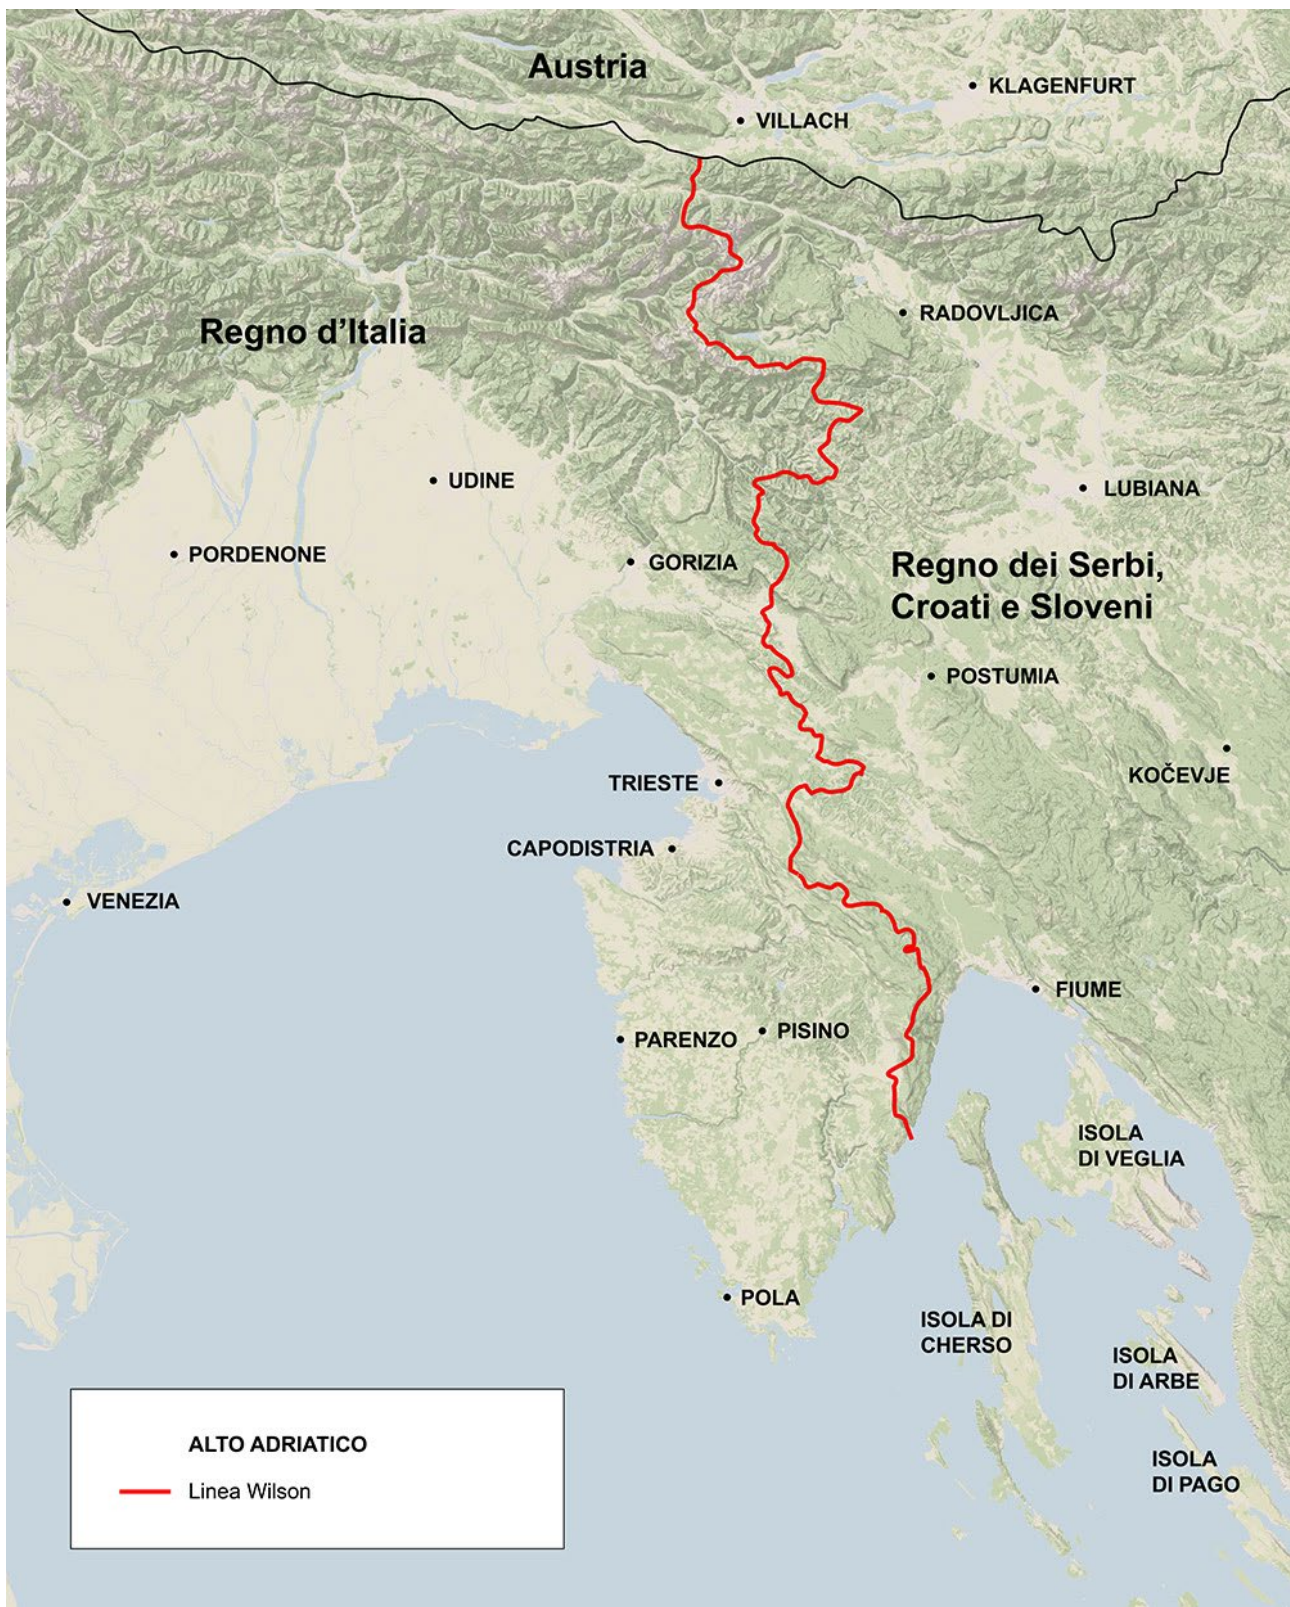 Austria
KLAGENFURT
VILLACH
RADOVLJICA
Regno d'Italia
UDINE
LUBIANA
PORDENONE
GORIZIA
Regno dei Serbi,
Croati e Sloveni
POSTUMIA
KOČEVJE
TRIESTE
CAPODISTRIA
VENEZIA
FIUME
PISINO
PARENZO
ISOLA
DI VEGLIA
POLA
ISOLA DI
CHERSO
ISOLA
DI ARBE
ISOLA
DI PAGO
ALTO ADRIATICO
Linea Wilson